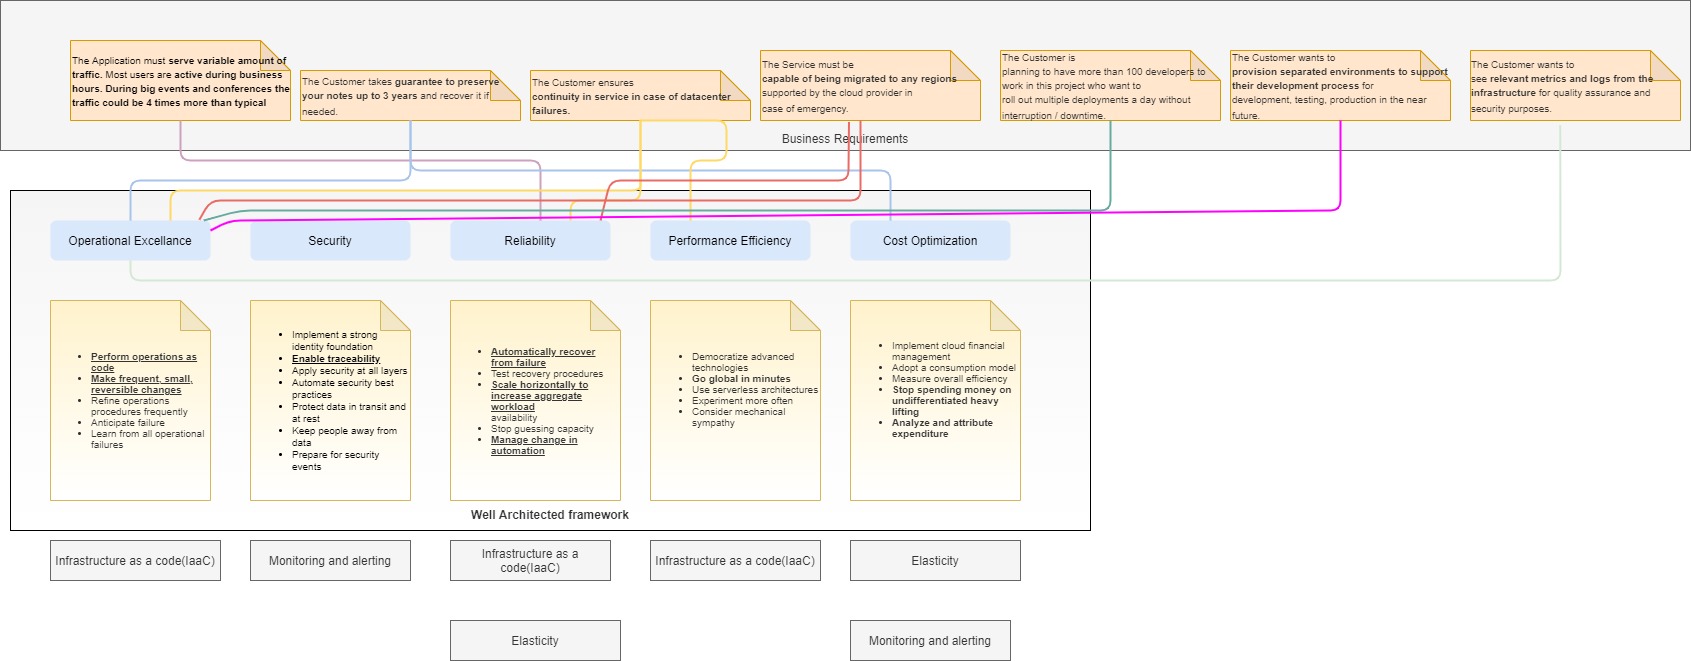 The Application must serve variable amount of
traffic. Most users are active during business
hours. During big events and conferences the
traffic could be 4 times more than typical
The Customer takes guarantee to preserve
your notes up to 3 years and recover it if
needed.
The Customer ensures
continuity in service in case of datacenter
failures.
The Service must be
capable of being migrated to any regions
supported by the cloud provider in
case of emergency.
The Customer is
planning to have more than 100 developers to
work in this project who want to
roll out multiple deployments a day without
interruption / downtime.
The Customer wants to
provision separated environments to support
their development process for
development, testing, production in the near
future.
The Customer wants to
see relevant metrics and logs from the
infrastructure for quality assurance and
security purposes.
Business Requirements
Operational Excellance
Security
Reliability
Performance Efficiency
Cost Optimization
• Perform operations as
code
• Make frequent, small,
reversible changes
• Refine operations
procedures frequently
• Anticipate failure
• Learn from all operational
failures
• Implement a strong
identity foundation
• Enable traceability
• Apply security at all layers
• Automate security best
practices
• Protect data in transit and
at rest
• Keep people away from
data
• Prepare for security
events
• Automatically recover
from failure
• Test recovery procedures
• Scale horizontally to
increase aggregate
workload
availability
• Stop guessing capacity
• Manage change in
automation
• Democratize advanced
technologies
• Go global in minutes
• Use serverless architectures
• Experiment more often
• Consider mechanical
sympathy
• Implement cloud financial
management
• Adopt a consumption model
• Measure overall efficiency
• Stop spending money on
undifferentiated heavy
lifting
• Analyze and attribute
expenditure
Well Architected framework
Infrastructure as a code(IaaC)
Monitoring and alerting
Infrastructure as a
code(IaaC)
Infrastructure as a code(IaaC)
Elasticity
Elasticity
Monitoring and alerting